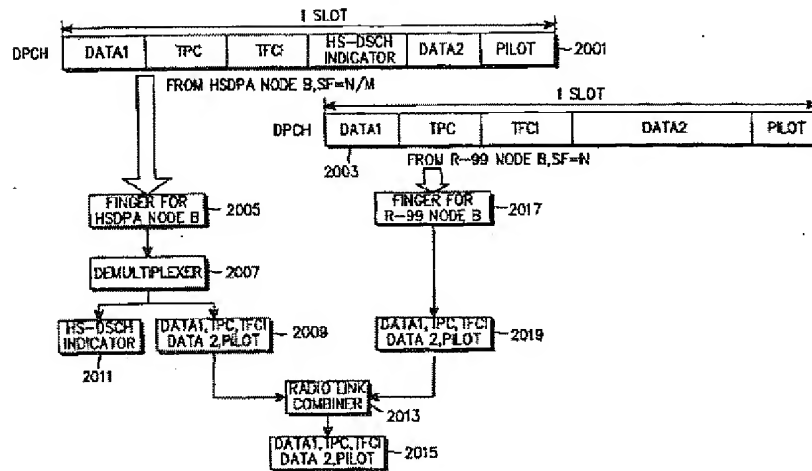 1 SLOT
DPCH DATA1 TPC TFCI HS-DSCH INDICATOR DATA2 PILOT 2001
FROM HSDPA NODE B,SF=N/M
1 SLOT
DPCH DATA1 TPC TFCI DATA2 PILOT
2003
FROM R-99 NODE B,SF=N
FINGER FOR
HSDPA NODE B
2005
FINGER FOR
R-99 NODE B
2017
DEMULTIPLEXER 2007
HS-DSCH
INDICATOR
2011
DATA1,TPC,TFCI
DATA 2,PILOT
2009
DATA1,TPC,TFCI
DATA 2,PILOT
2019
RADIO LINK
COMBINER
2013
DATA1,TPC,TFCI
DATA 2,PILOT
2015